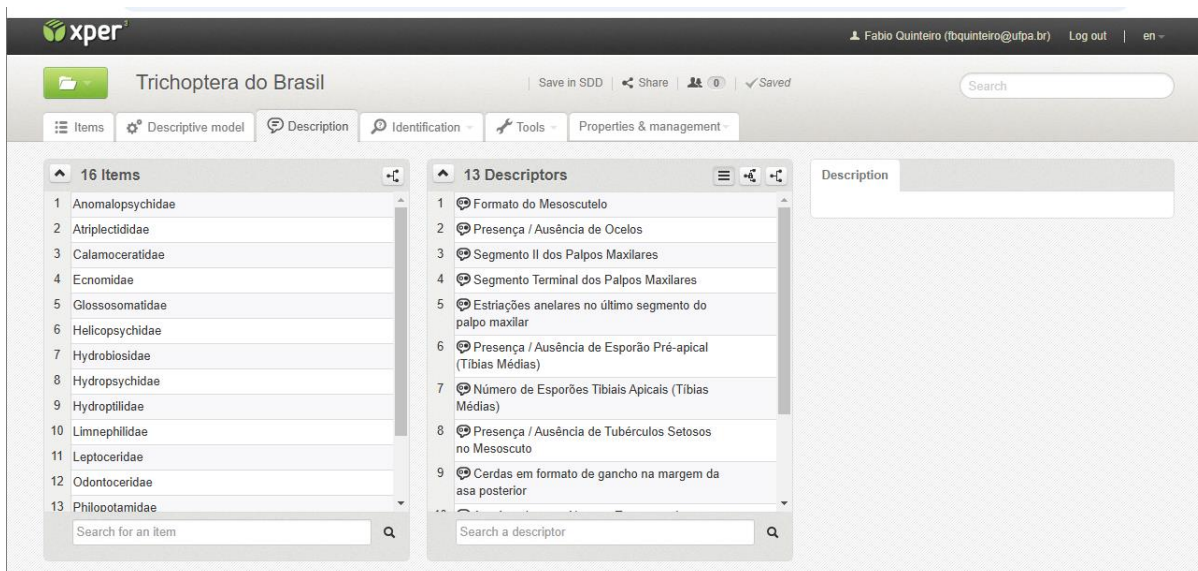 xper³
Fabio Quinteiro (fbquinteiro@ufpa.br) Log out | en
Trichoptera do Brasil
Save in SDD | Share | 0 | Saved
Search
Items
Descriptive model
Description
Identification
Tools
Properties & management
16 Items
1 Anomalopsychidae
2 Atriplectididae
3 Calamoceratidae
4 Ecnomidae
5 Glossosomatidae
6 Helicopsychidae
7 Hydrobiosidae
8 Hydropsychidae
9 Hydroptilidae
10 Limnephilidae
11 Leptoceridae
12 Odontoceridae
13 Philopotamidae
Search for an item
13 Descriptors
1 Formato do Mesoscutelo
2 Presença / Ausência de Ocelos
3 Segmento II dos Palpos Maxilares
4 Segmento Terminal dos Palpos Maxilares
5 Estriações anelares no último segmento do
palpo maxilar
6 Presença / Ausência de Esporão Pré-apical
(Tíbias Médias)
7 Número de Esporões Tibiais Apicais (Tíbias
Médias)
8 Presença / Ausência de Tubérculos Setosos
no Mesoscuto
9 Cerdas em formato de gancho na margem da
asa posterior
Search a descriptor
Description